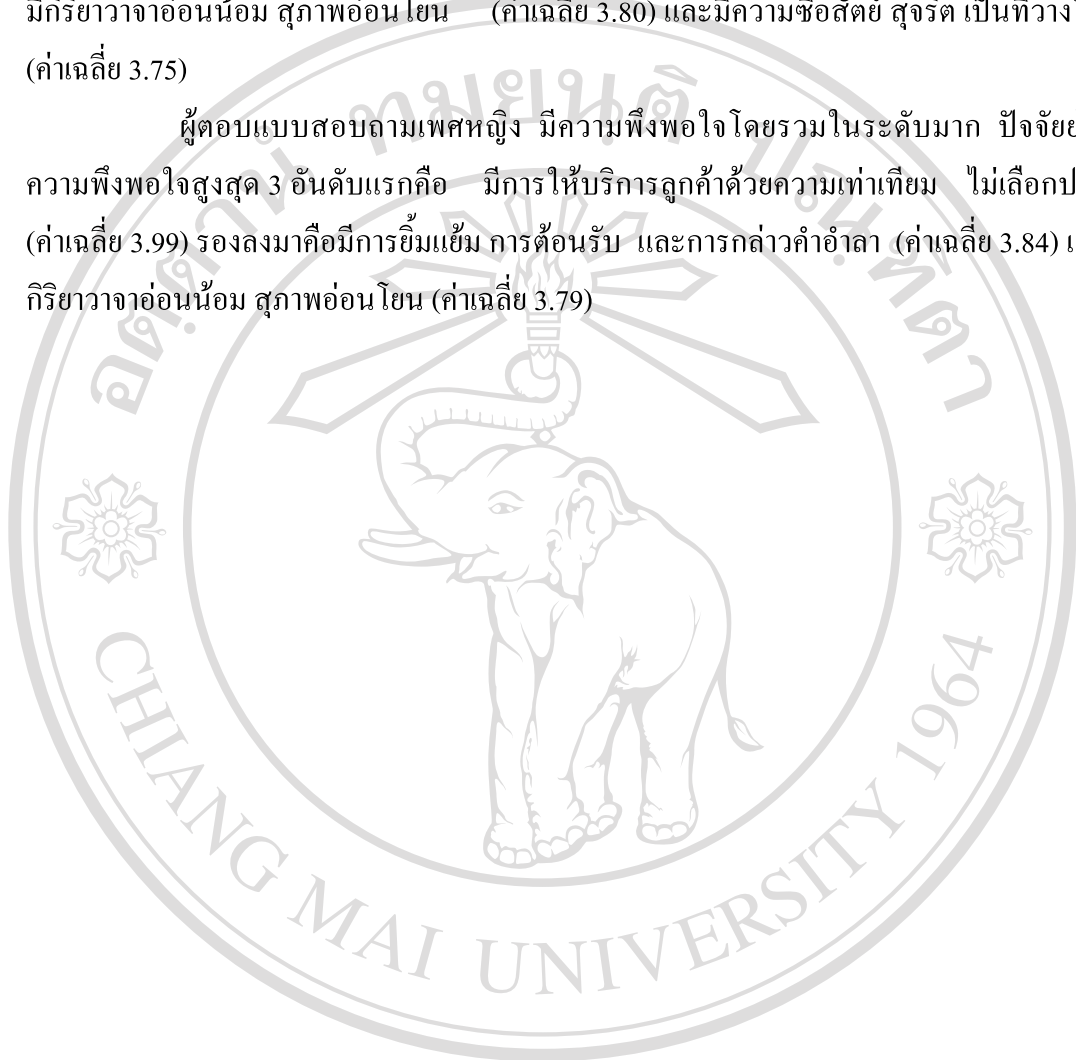 มีกิริยาวาจาอ่อนน้อม สุภาพอ่อนโยน (ค่าเฉลี่ย 3.80) และมีความซื่อสัตย์ สุจริต เป็นที่
(ค่าเฉลี่ย 3.75)
ผู้ตอบแบบสอบถามเพศหญิง มีความพึงพอใจโดยรวมในระดับมาก ปัจจัย
ความพึงพอใจสูงสุด 3 อันดับแรกคือ มีการให้บริการลูกค้าด้วยความเท่าเทียม ไม่เลือก
(ค่าเฉลี่ย 3.99) รองลงมาคือมีการยิ้มแย้ม การต้อนรับ และการกล่าวคำอำลา (ค่าเฉลี่ย 3.84)
กิริยาวาจาอ่อนน้อม สุภาพอ่อนโยน (ค่าเฉลี่ย 3.79)
CHIANG MAI UNIVERSITY 1964